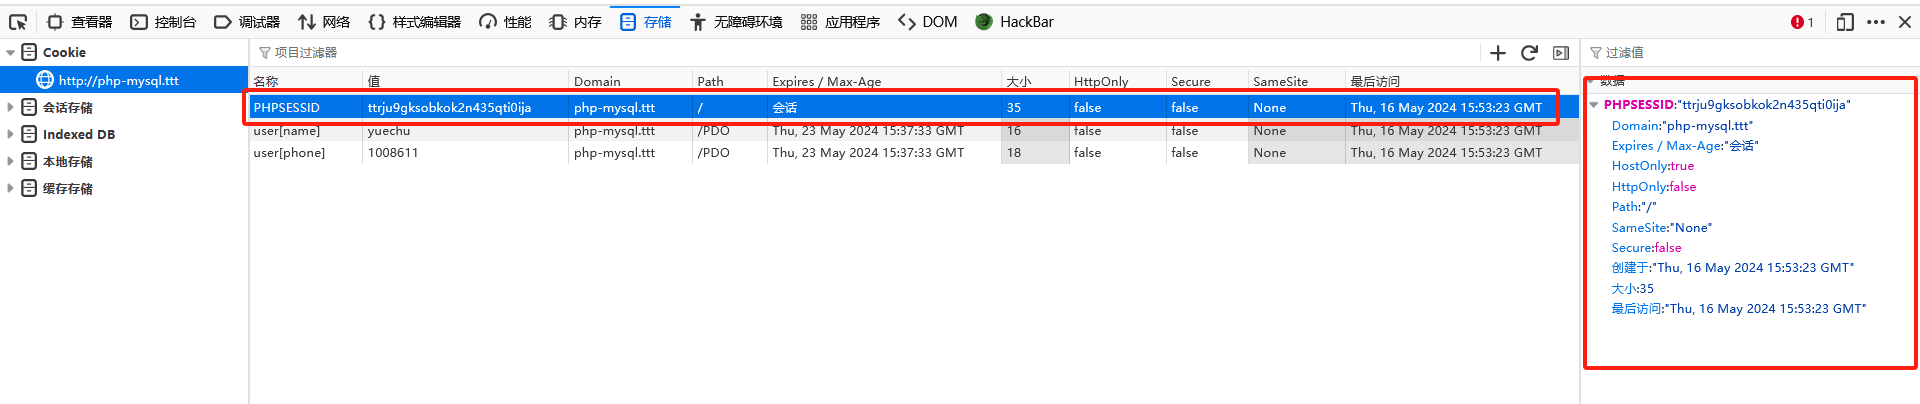 查看器 控制台 调试器 网络 样式编辑器 性能 内存 存储 无障碍环境 应用程序 DOM HackBar 1
Cookie
http://php-mysql.ttt
会话存储
Indexed DB
本地存储
缓存存储
项目过滤器
名称 值 Domain Path Expires / Max-Age 大小 HttpOnly Secure SameSite 最后访问
PHPSESSID ttrju9gksobkok2n435qti0ija php-mysql.ttt / 会话 35 false false None Thu, 16 May 2024 15:53:23 GMT
user[name] yuechu php-mysql.ttt /PDO Thu, 23 May 2024 15:37:33 GMT 16 false false None Thu, 16 May 2024 15:53:23 GMT
user[phone] 1008611 php-mysql.ttt /PDO Thu, 23 May 2024 15:37:33 GMT 18 false false None Thu, 16 May 2024 15:53:23 GMT
过滤值
数据
PHPSESSID:"ttrju9gksobkok2n435qti0ija"
Domain:"php-mysql.ttt"
Expires / Max-Age:"会话"
HostOnly:true
HttpOnly:false
Path:"/"
SameSite:"None"
Secure:false
创建于:"Thu, 16 May 2024 15:53:23 GMT"
大小:35
最后访问:"Thu, 16 May 2024 15:53:23 GMT"